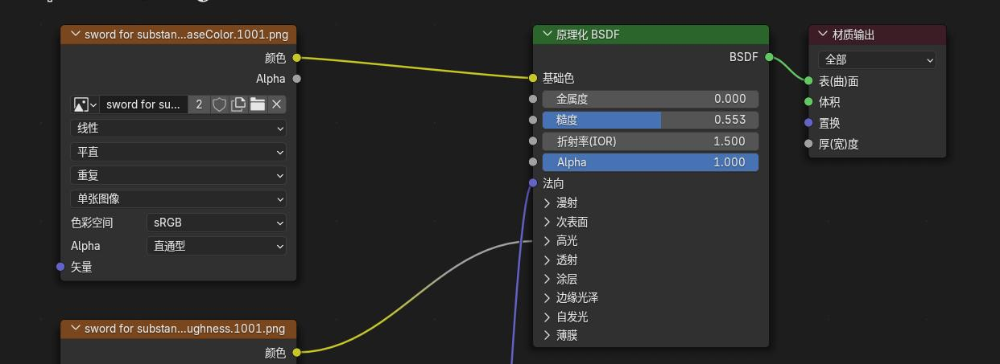 sword for substan...aseColor.1001.png
颜色
Alpha
sword for su...
2
线性
平直
重复
单张图像
色彩空间
sRGB
Alpha
直通型
矢量
sword for substan...ughness.1001.png
颜色
原理化 BSDF
BSDF
基础色
金属度 0.000
糙度 0.553
折射率(IOR) 1.500
Alpha 1.000
法向
漫射
次表面
高光
透射
涂层
边缘光泽
自发光
薄膜
材质输出
全部
表(曲)面
体积
置换
厚(宽)度